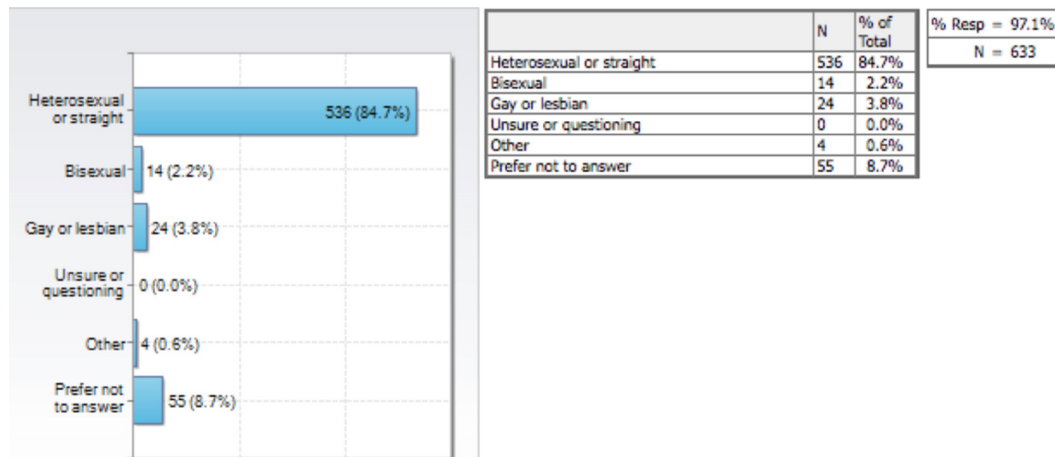 Heterosexual
or straight
536 (84.7%)
Bisexual
14 (2.2%)
Gay or lesbian
24 (3.8%)
Unsure or
questioning
0 (0.0%)
Other
4 (0.6%)
Prefer not
to answer
55 (8.7%)
N % of
Total
Heterosexual or straight 536 84.7%
Bisexual 14 2.2%
Gay or lesbian 24 3.8%
Unsure or questioning 0 0.0%
Other 4 0.6%
Prefer not to answer 55 8.7%
% Resp = 97.1%
N = 633